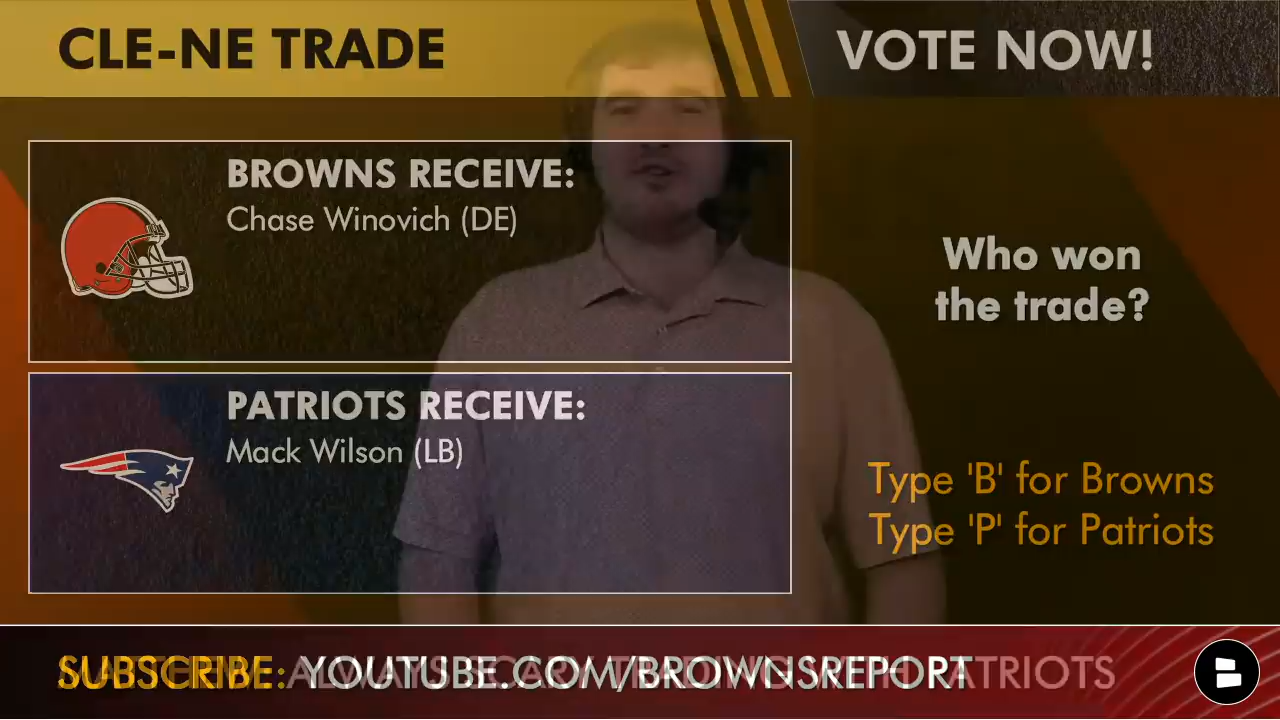 CLE-NE TRADE
VOTE NOW!
BROWNS RECEIVE:
Chase Winovich (DE)
PATRIOTS RECEIVE:
Mack Wilson (LB)
Who won
the trade?
Type 'B' for Browns
Type 'P' for Patriots
SUBSCRIBE: YOUTUBE.COM/BROWNSREPORT
PATRIOTS